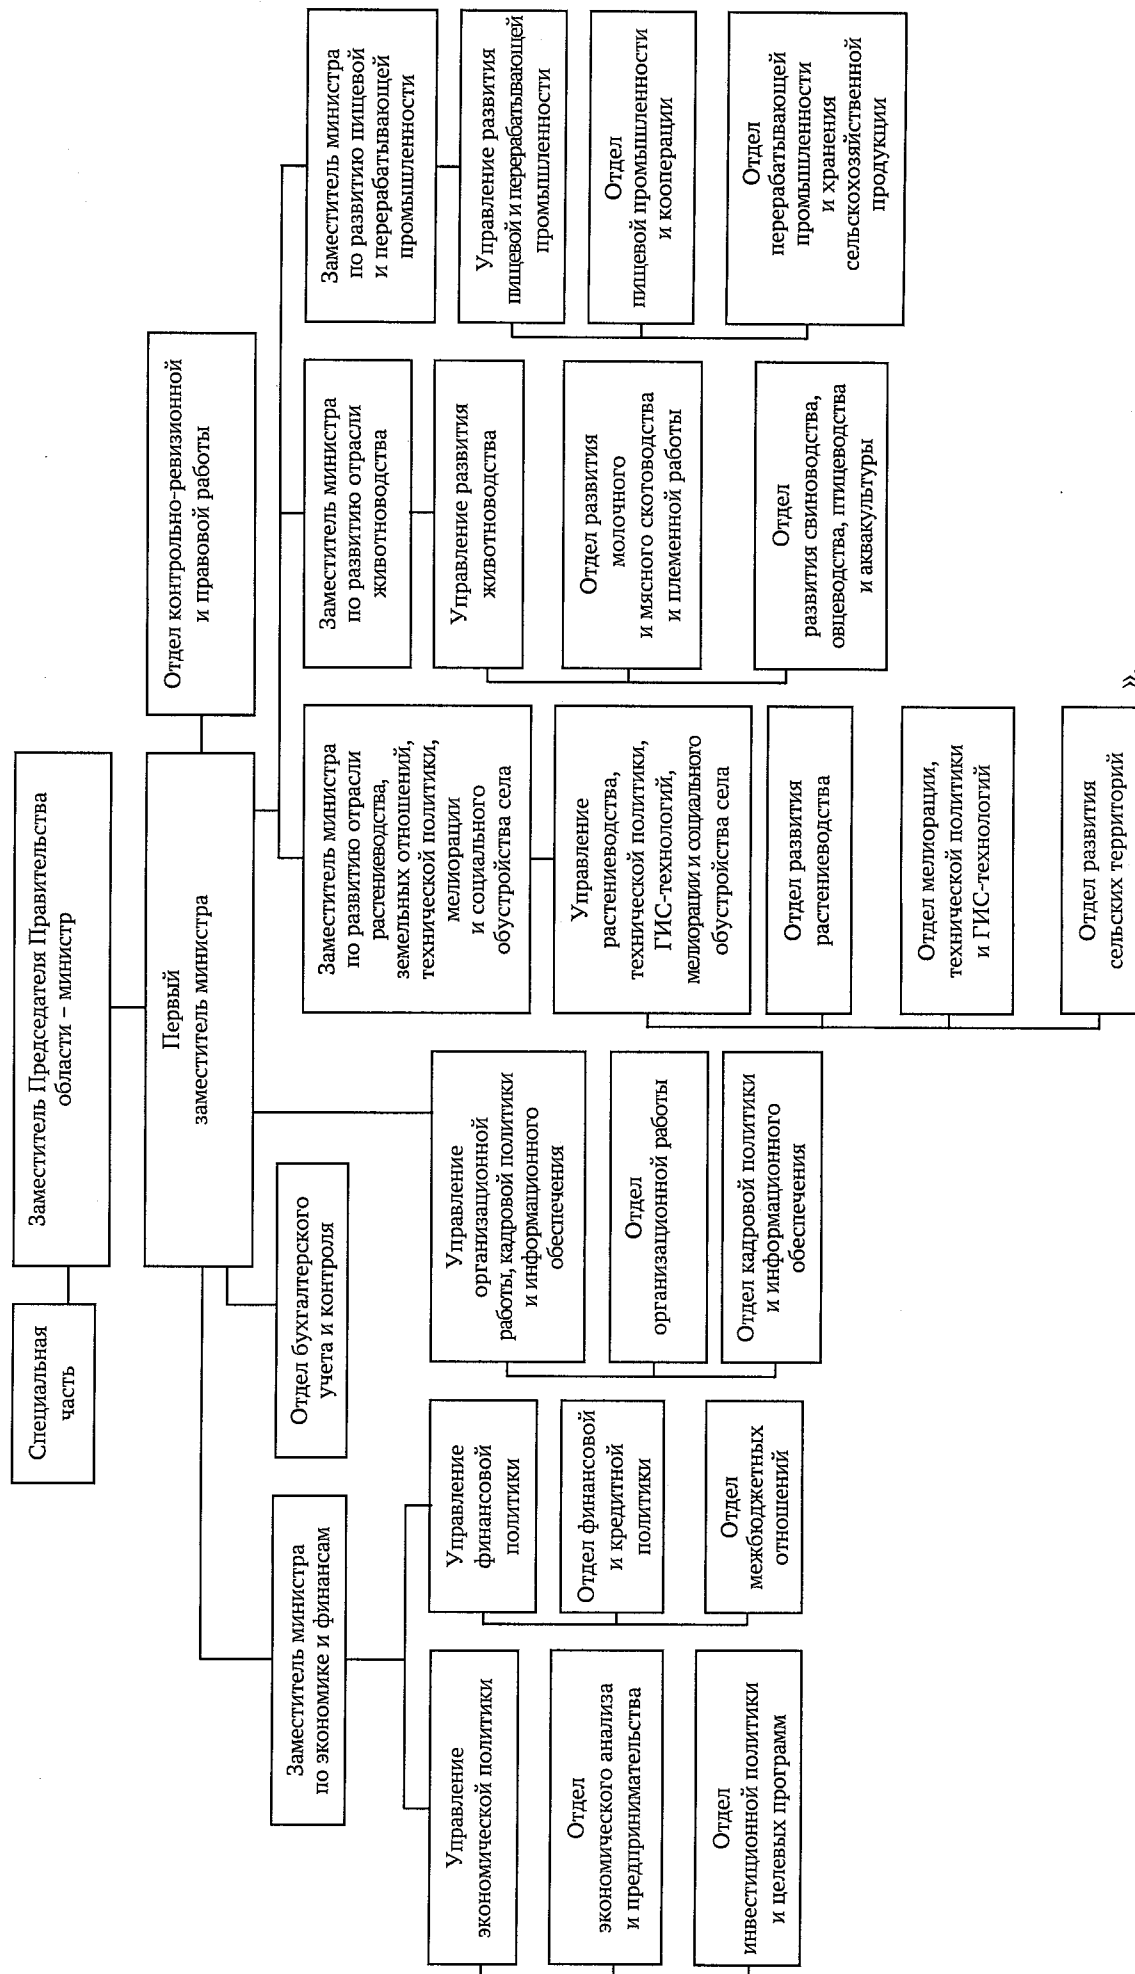 Заместитель Председателя Правительства
области – министр
Специальная
часть
Первый
заместитель министра
Отдел контрольно-ревизионной
и правовой работы
Заместитель министра
по экономике и финансам
Отдел бухгалтерского
учета и контроля
Управление
экономической политики
Отдел
экономического анализа
и предпринимательства
Отдел
инвестиционной политики
и целевых программ
Управление
финансовой
политики
Отдел финансовой
и кредитной
политики
Отдел
межбюджетных
отношений
Управление
организационной
работы, кадровой политики
и информационного
обеспечения
Отдел
организационной работы
Отдел кадровой политики
и информационного
обеспечения
Заместитель министра
по развитию отрасли
растениеводства,
земельных отношений,
технической политики,
мелиорации
и социального
обустройства села
Управление
растениеводства,
технической политики,
ГИС-технологий,
мелиорации и социального
обустройства села
Отдел развития
растениеводства
Отдел мелиорации,
технической политики
и ГИС-технологий
Отдел развития
сельских территорий
Заместитель министра
по развитию отрасли
животноводства
Управление развития
животноводства
Отдел развития
молочного
и мясного скотоводства
и племенной работы
Отдел
развития свиноводства,
овцеводства, птицеводства
и аквакультуры
Заместитель министра
по развитию пищевой
и перерабатывающей
промышленности
Управление развития
пищевой и перерабатывающей
промышленности
Отдел
пищевой промышленности
и кооперации
Отдел
перерабатывающей
промышленности
и хранения
сельскохозяйственной
продукции
».